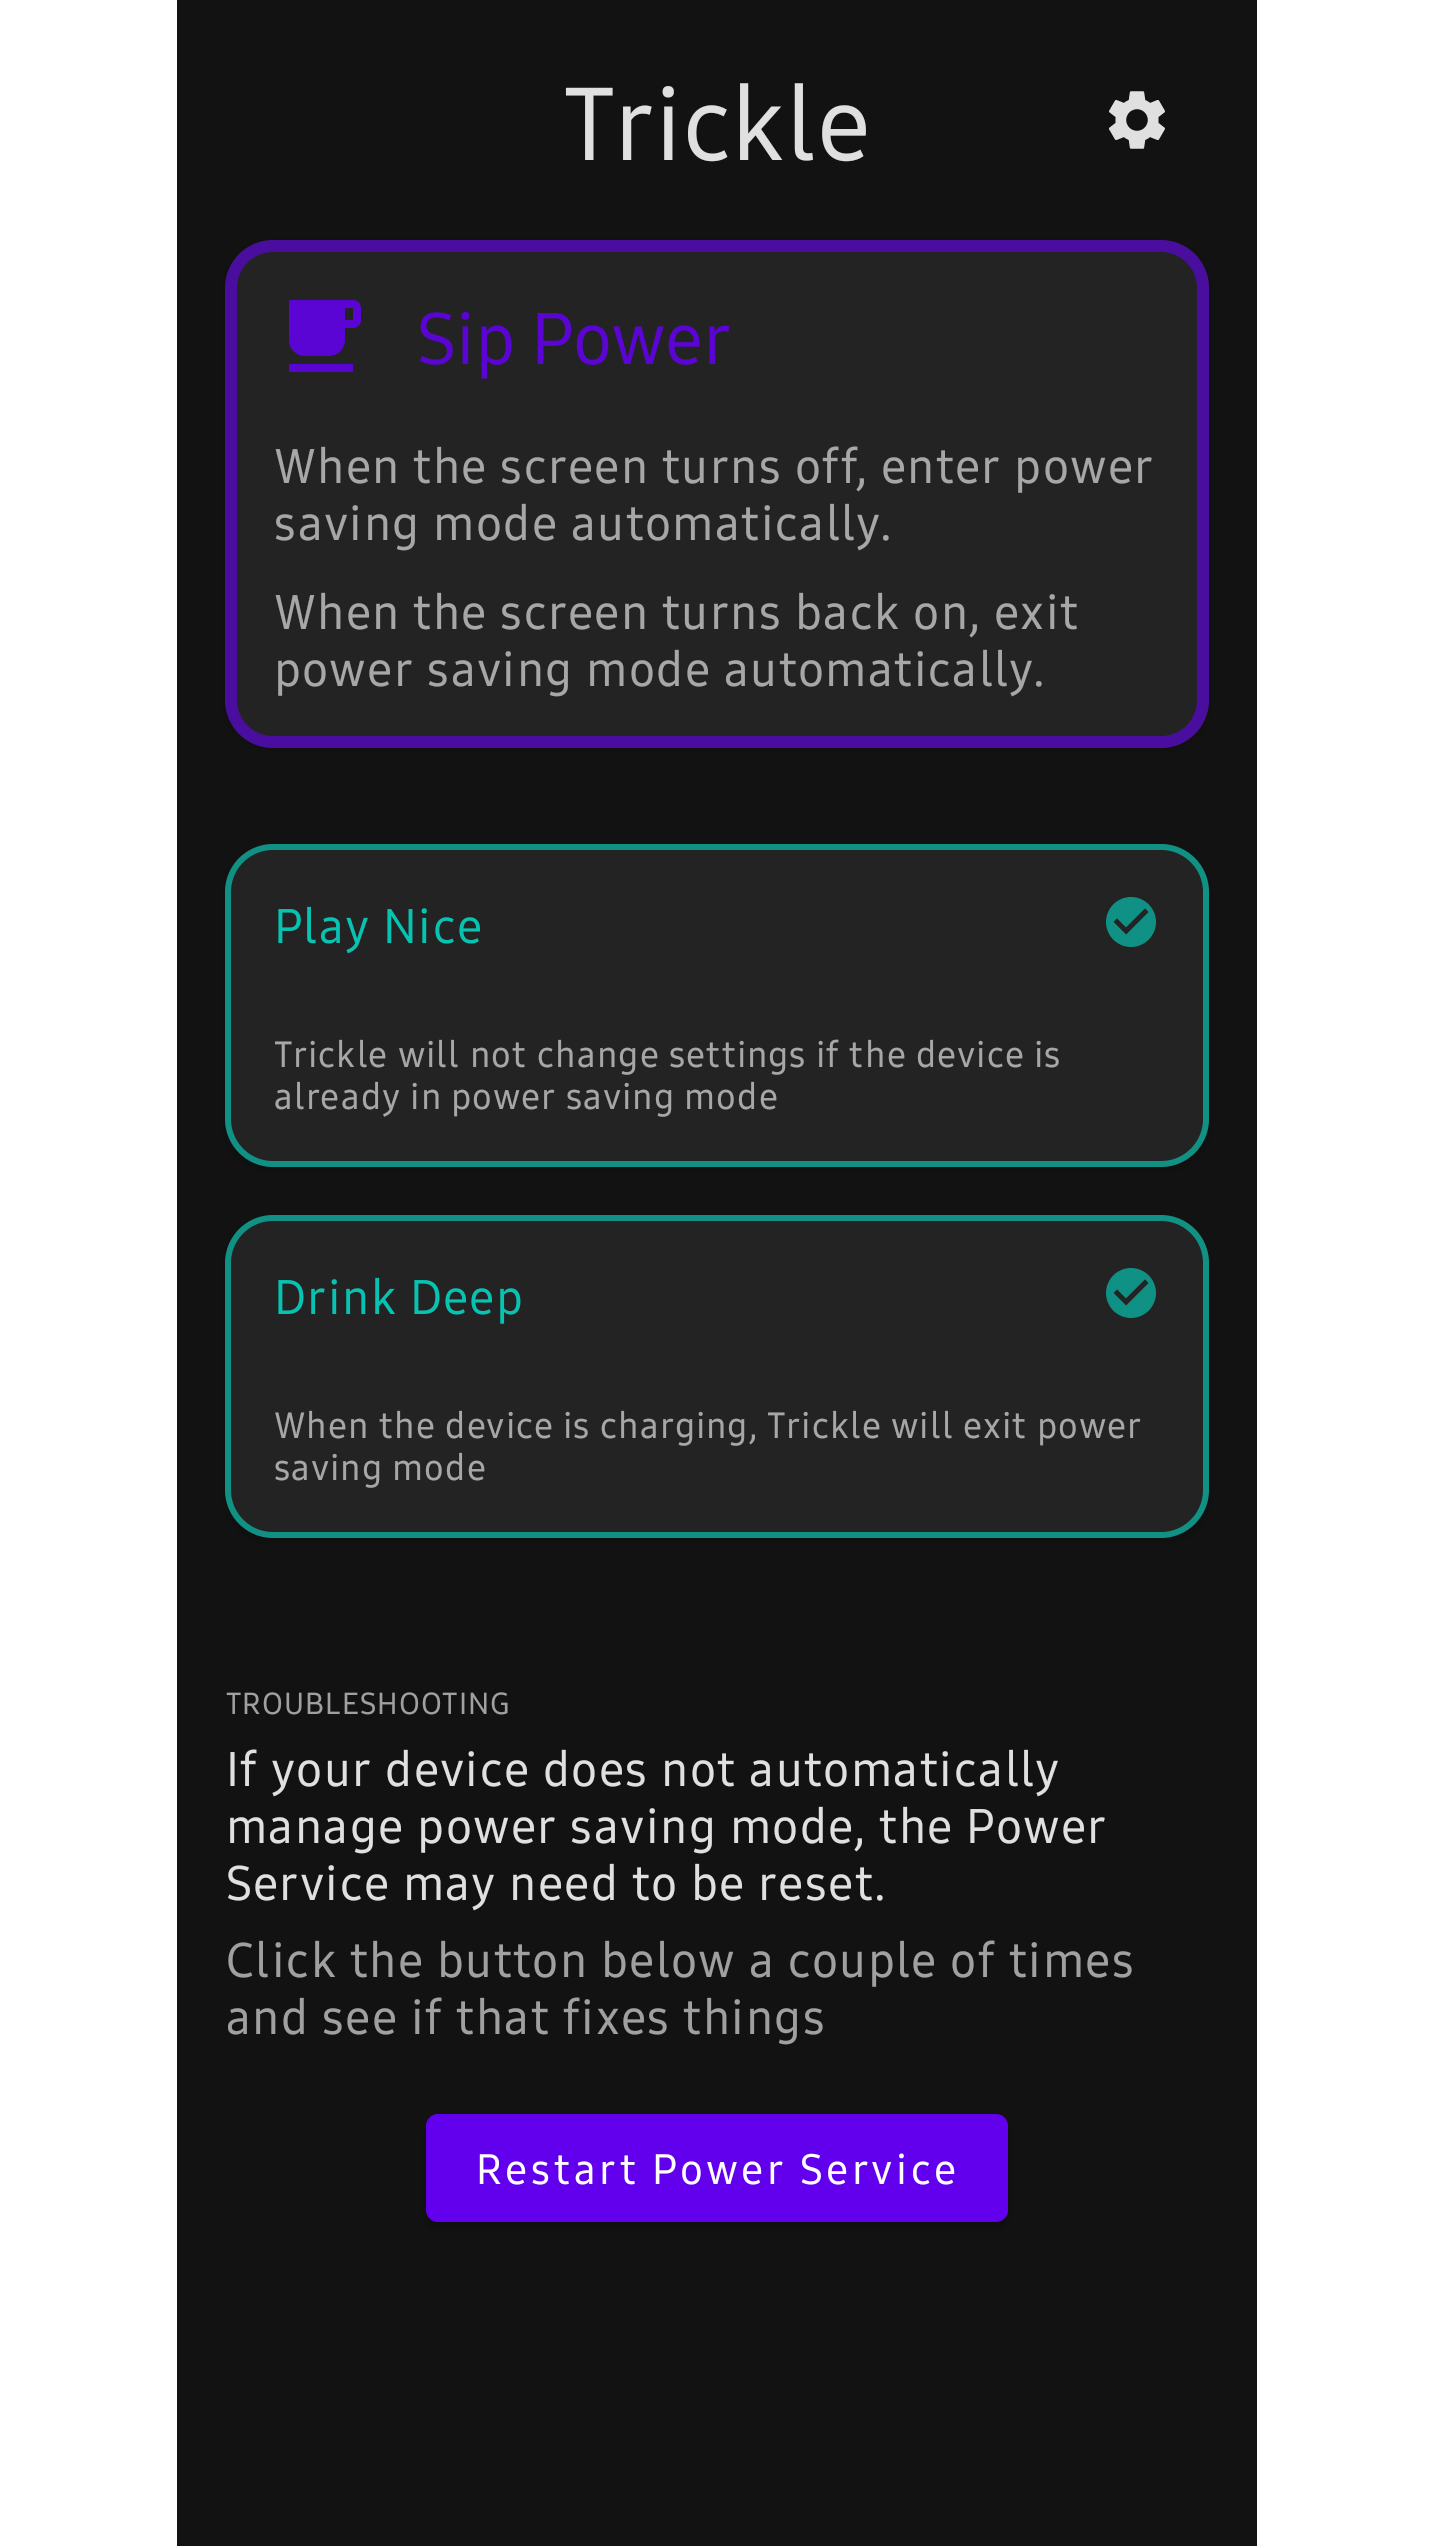 Trickle
Sip Power
When the screen turns off, enter power
saving mode automatically.
When the screen turns back on, exit
power saving mode automatically.
Play Nice
Trickle will not change settings if the device is
already in power saving mode
Drink Deep
When the device is charging, Trickle will exit power
saving mode
TROUBLESHOOTING
If your device does not automatically
manage power saving mode, the Power
Service may need to be reset.
Click the button below a couple of times
and see if that fixes things
Restart Power Service